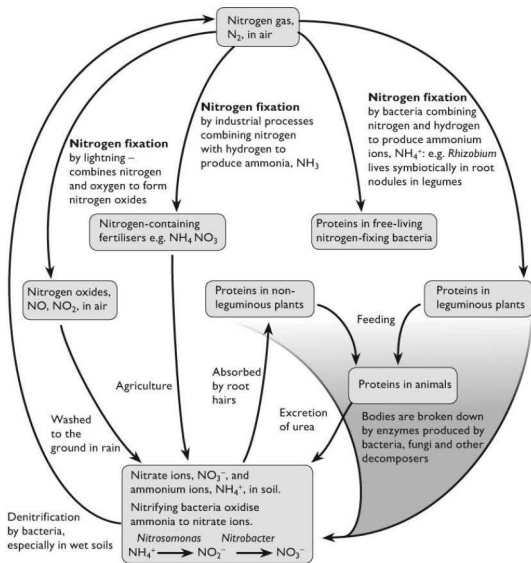 Nitrogen gas,
N₂, in air
Nitrogen fixation
by lightning –
combines nitrogen
and oxygen to form
nitrogen oxides
Nitrogen fixation
by industrial processes
combining nitrogen
with hydrogen to
produce ammonia, NH₃
Nitrogen fixation
by bacteria combining
nitrogen and hydrogen
to produce ammonium
ions, NH₄⁺: e.g. Rhizobium
lives symbiotically in root
nodules in legumes
Nitrogen-containing
fertilisers e.g. NH₄ NO₃
Proteins in free-living
nitrogen-fixing bacteria
Nitrogen oxides,
NO, NO₂, in air
Proteins in non-
leguminous plants
Proteins in
leguminous plants
Feeding
Agriculture
Absorbed
by root
hairs
Proteins in animals
Excretion
of urea
Bodies are broken down
by enzymes produced by
bacteria, fungi and other
decomposers
Washed
to the
ground in rain
Nitrate ions, NO₃⁻, and
ammonium ions, NH₄⁺, in soil.
Nitrifying bacteria oxidise
ammonia to nitrate ions.
Nitrosomonas Nitrobacter
NH₄⁺ → NO₂⁻ → NO₃⁻
Denitrification
by bacteria,
especially in wet soils